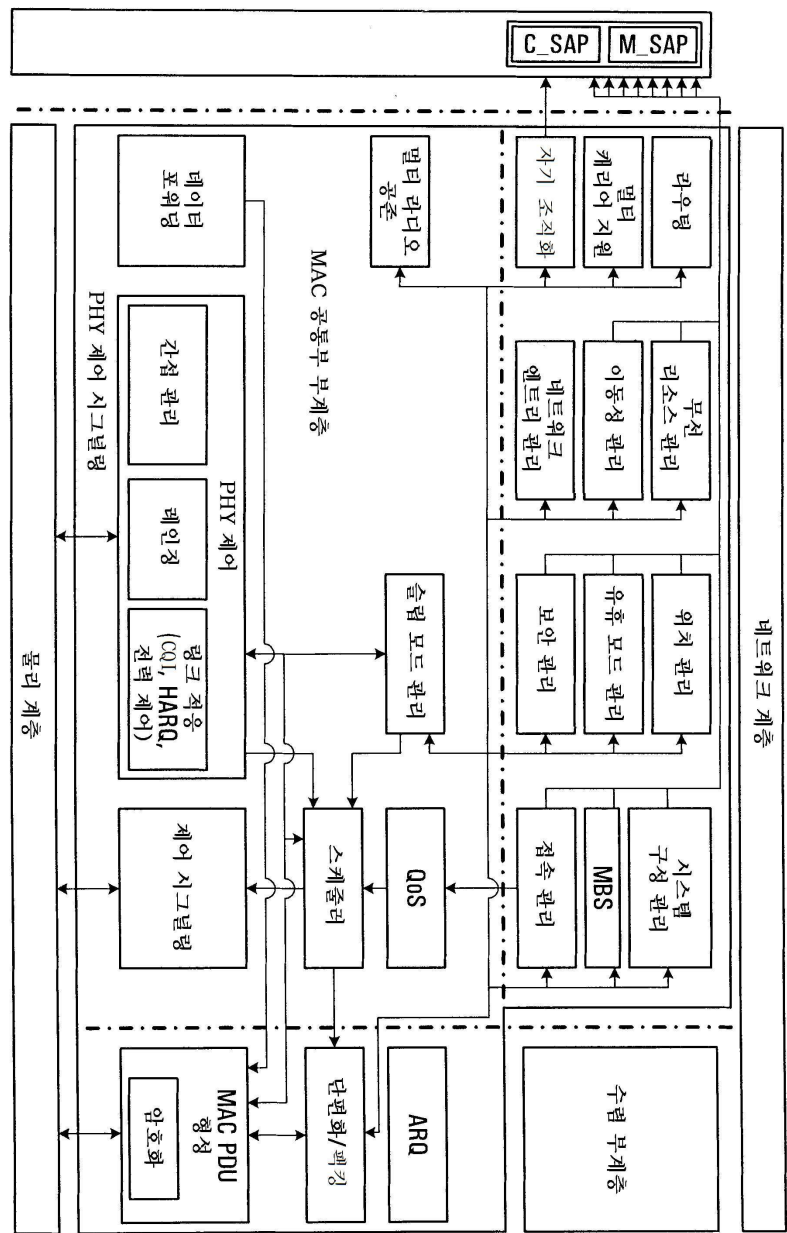 네트워크 계층
C_SAP
M_SAP
라우팅
멀티
캐리어 지원
자기 조직화
무선
리소스 관리
이동성 관리
네트워크
엔트리 관리
위치 관리
유휴 모드 관리
보안 관리
시스템
구성 관리
MBS
접속 관리
수렴 부계층
멀티 라디오
공존
MAC 공통부 부계층
슬립 모드 관리
QoS
스케줄러
ARQ
단편화/패킹
데이터
포워딩
PHY 제어
간섭 관리
레인징
링크 적응
(CQI, HARQ,
전력 제어)
PHY 제어 시그널링
제어 시그널링
MAC PDU
형성
암호화
물리 계층